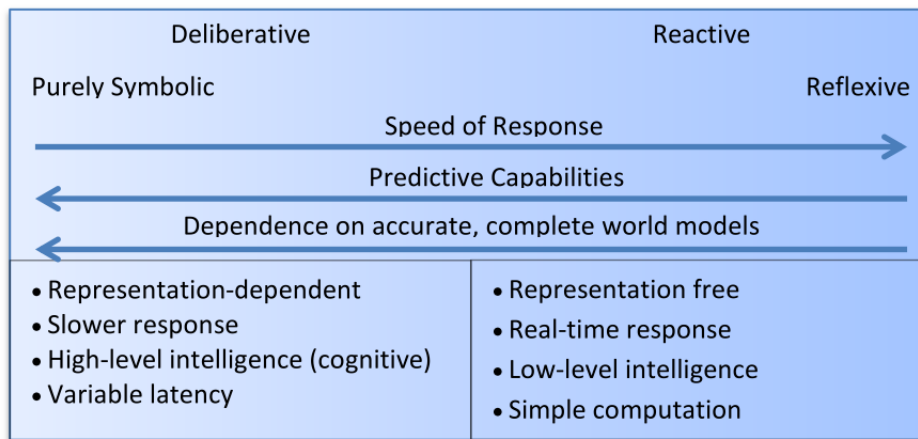 Deliberative Reactive
Purely Symbolic Reflexive
Speed of Response
Predictive Capabilities
Dependence on accurate, complete world models
• Representation-dependent
• Slower response
• High-level intelligence (cognitive)
• Variable latency
• Representation free
• Real-time response
• Low-level intelligence
• Simple computation